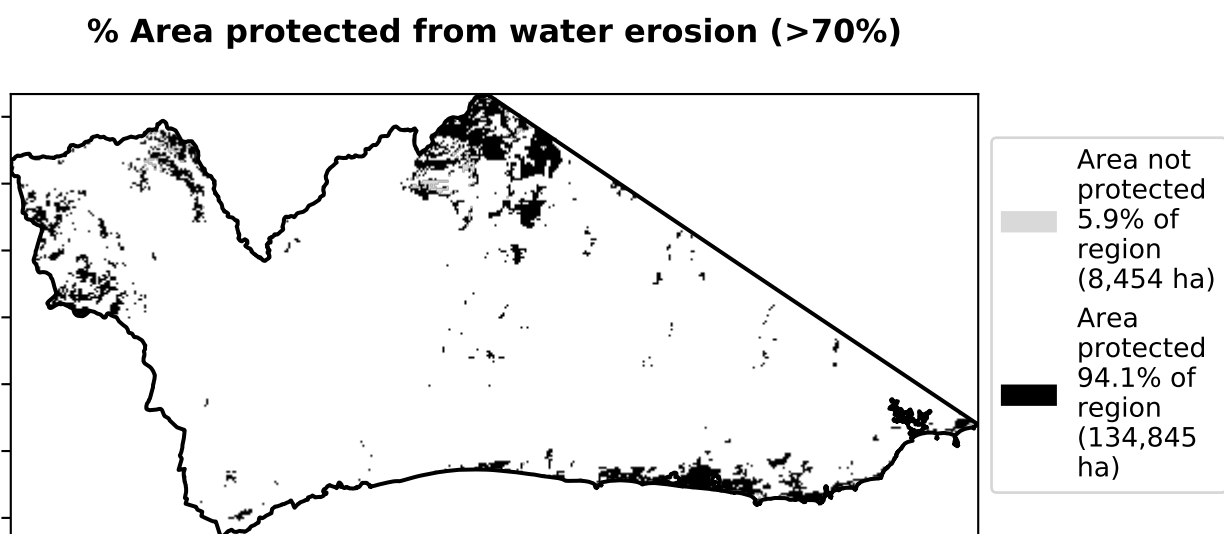 % Area protected from water erosion (>70%)
Area not
protected
5.9% of
region
(8,454 ha)
Area
protected
94.1% of
region
(134,845
ha)